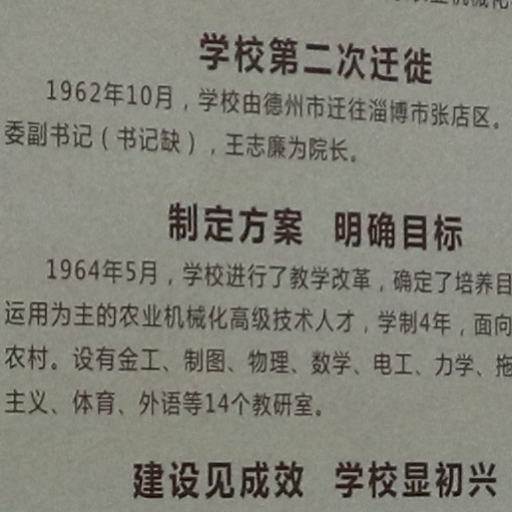 学校第二次迁徙
1962年10月，学校由德州市迁往淄博市张店区。
委副书记（书记缺），王志廉为院长。
制定方案 明确目标
1964年5月，学校进行了教学改革，确定了培养目
运用为主的农业机械化高级技术人才，学制4年，面向
农村。设有金工、制图、物理、数学、电工、力学、拖
主义、体育、外语等14个教研室。
建设见成效 学校显初兴